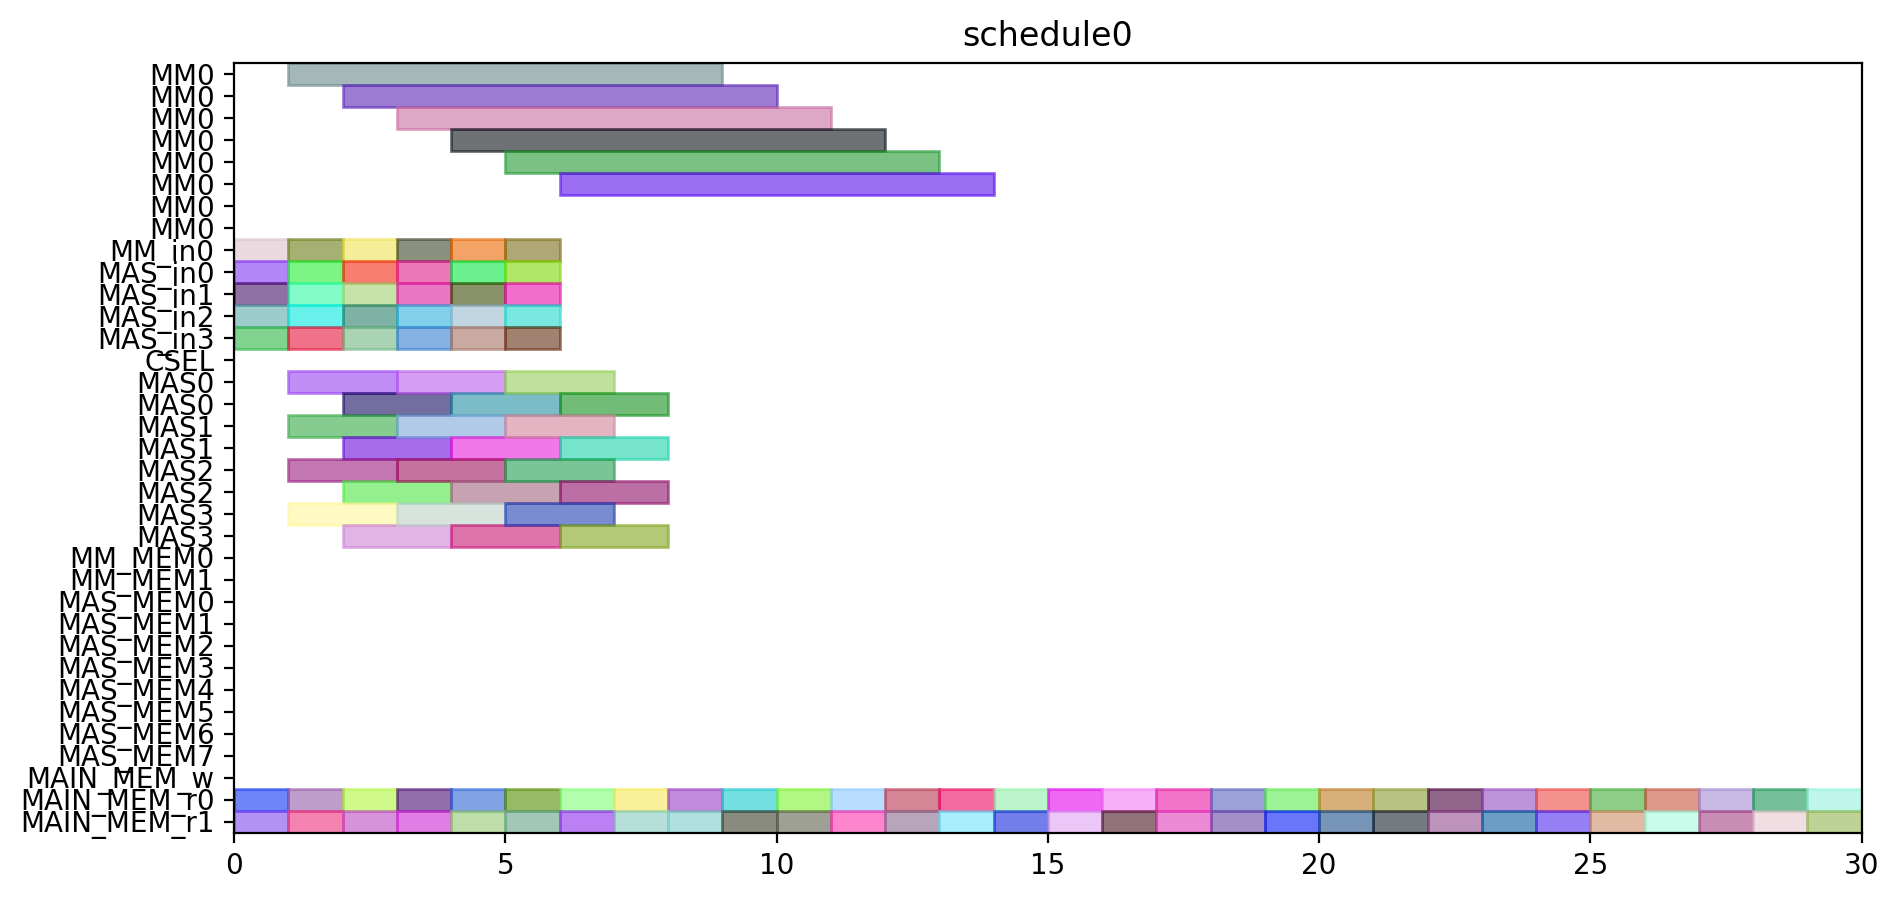 schedule0
MM0
MM0
MM0
MM0
MM0
MM0
MM0
MM0
MM_in0
MAS_in0
MAS_in1
MAS_in2
MAS_in3
CSEL
MAS0
MAS0
MAS1
MAS1
MAS2
MAS2
MAS3
MAS3
MM_MEM0
MM_MEM1
MAS_MEM0
MAS_MEM1
MAS_MEM2
MAS_MEM3
MAS_MEM4
MAS_MEM5
MAS_MEM6
MAS_MEM7
MAIN_MEM_w
MAIN_MEM_r0
MAIN_MEM_r1
0 5 10 15 20 25 30